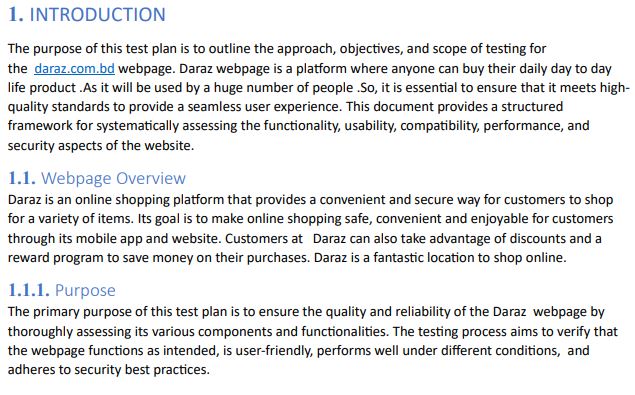 1. INTRODUCTION
The purpose of this test plan is to outline the approach, objectives, and scope of testing for
the daraz.com.bd webpage. Daraz webpage is a platform where anyone can buy their daily day to day
life product .As it will be used by a huge number of people .So, it is essential to ensure that it meets high-
quality standards to provide a seamless user experience. This document provides a structured
framework for systematically assessing the functionality, usability, compatibility, performance, and
security aspects of the website.
1.1. Webpage Overview
Daraz is an online shopping platform that provides a convenient and secure way for customers to shop
for a variety of items. Its goal is to make online shopping safe, convenient and enjoyable for customers
through its mobile app and website. Customers at Daraz can also take advantage of discounts and a
reward program to save money on their purchases. Daraz is a fantastic location to shop online.
1.1.1. Purpose
The primary purpose of this test plan is to ensure the quality and reliability of the Daraz webpage by
thoroughly assessing its various components and functionalities. The testing process aims to verify that
the webpage functions as intended, is user-friendly, performs well under different conditions, and
adheres to security best practices.